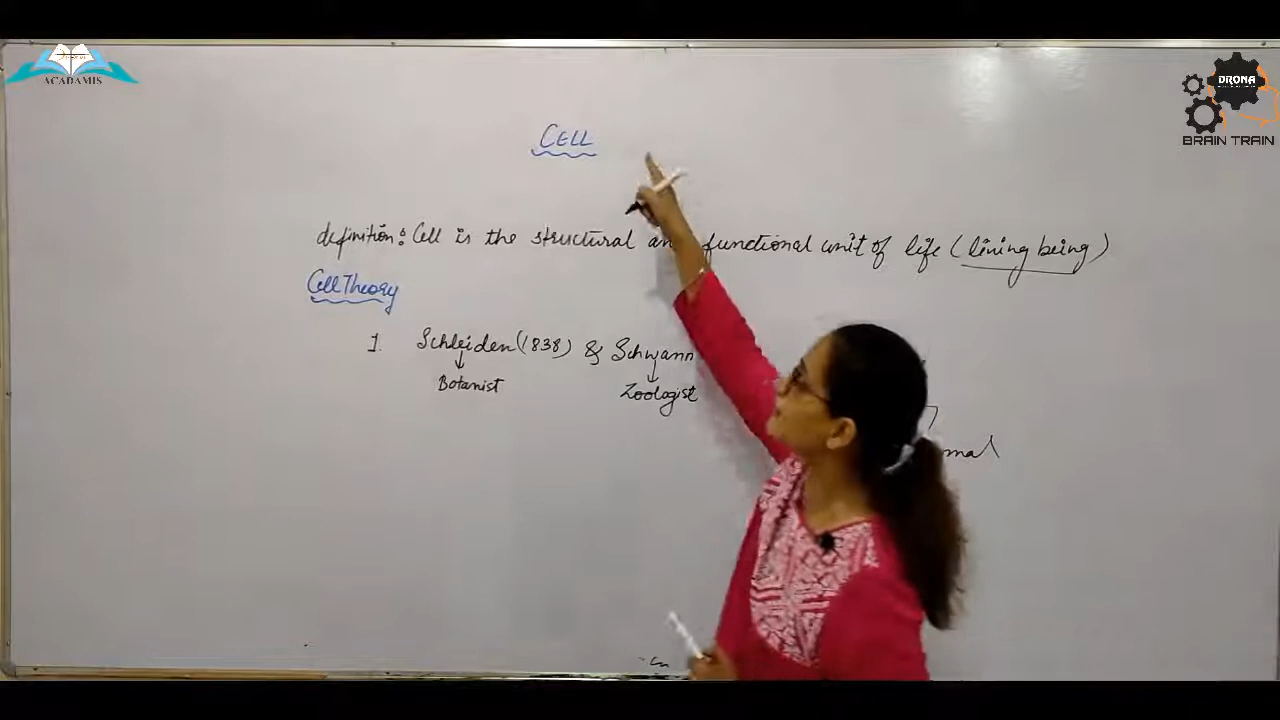 ACADAMIS
DRONA
BRAIN TRAIN
CELL
definition: Cell is the structural an functional unit of life (lining being)
Cell Theory
1. Schleiden (1838) & Schwann
Botanist
Zoologist
mal